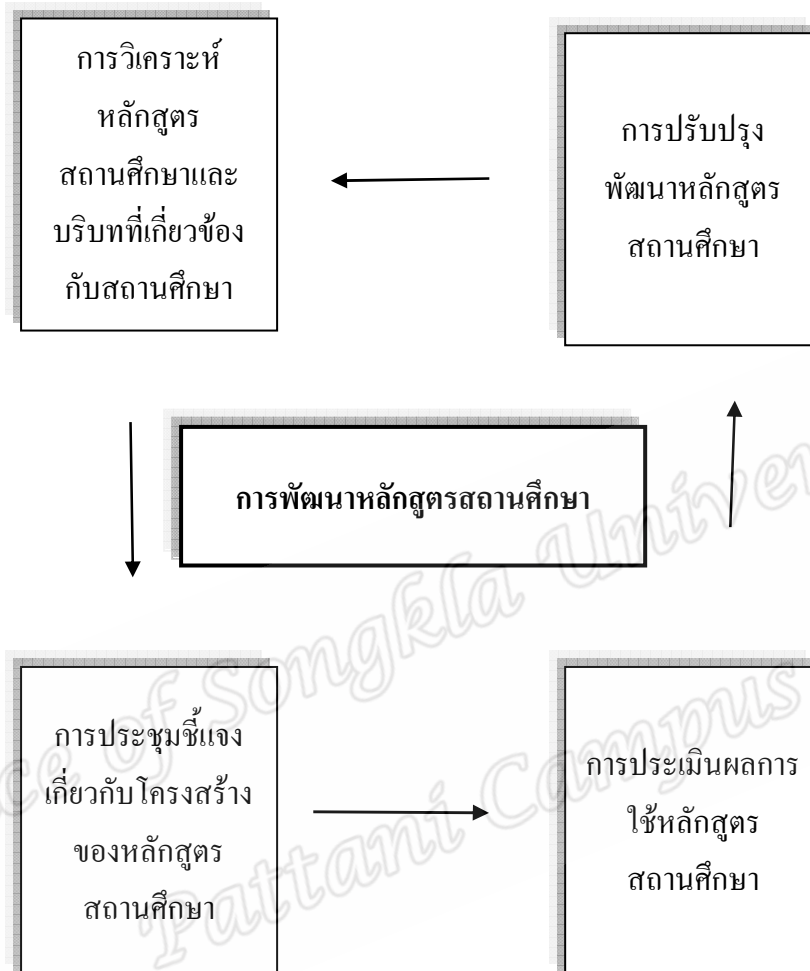 การวิเคราะห์
หลักสูตร
สถานศึกษาและ
บริบทที่เกี่ยวข้อง
กับสถานศึกษา
การปรับปรุง
พัฒนาหลักสูตร
สถานศึกษา
การพัฒนาหลักสูตรสถานศึกษา
การประชุมชี้แจง
เกี่ยวกับโครงสร้าง
ของหลักสูตร
สถานศึกษา
การประเมินผลการ
ใช้หลักสูตร
สถานศึกษา
of Songkla
Pattani Campus